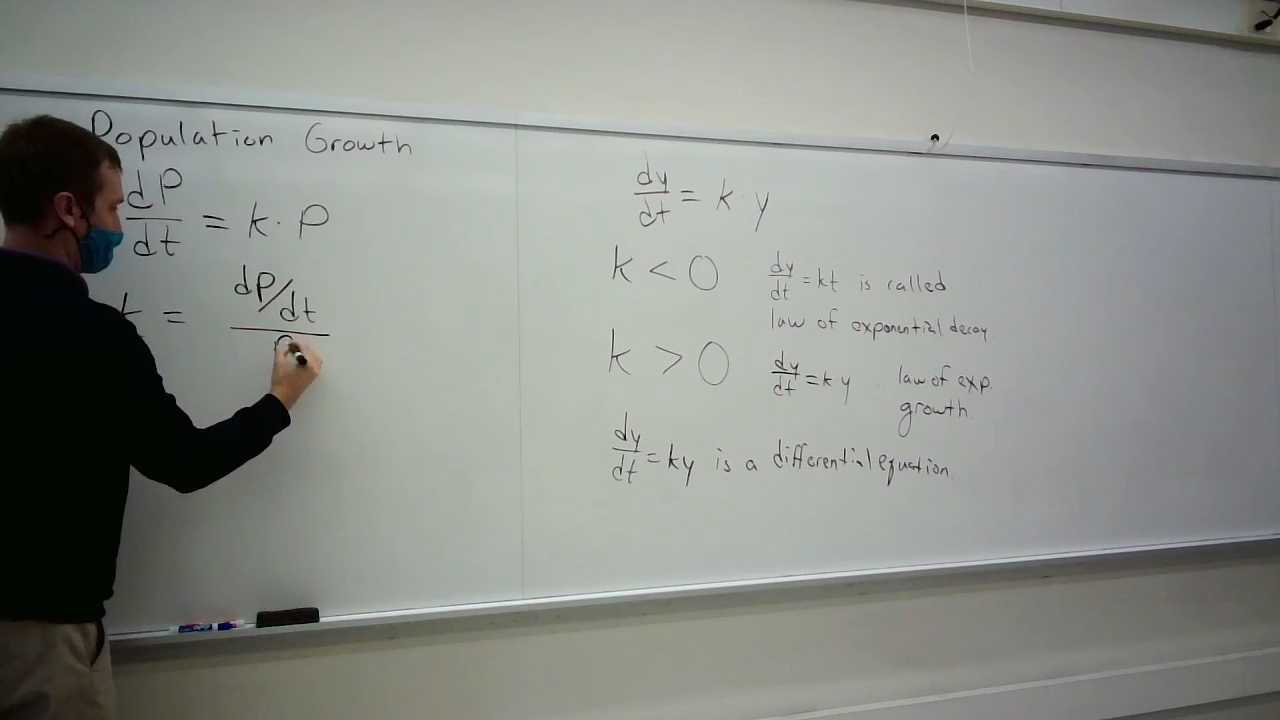 Population Growth
dP/dt = k · P
k = (dP/dt)/P
dy/dt = k · y
k < 0
dy/dt = kt is called
law of exponential decay
k > 0
dy/dt = ky law of exp.
growth
dy/dt = ky is a differential equation